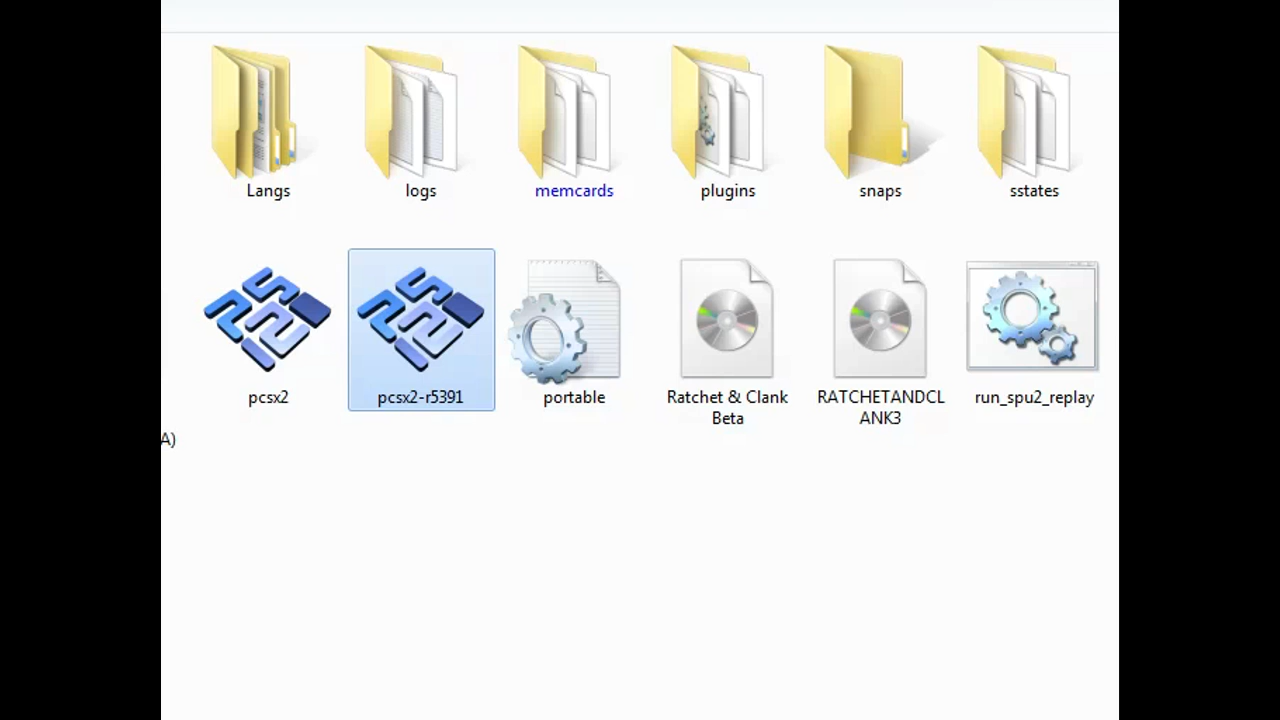 Langs
logs
memcards
plugins
snaps
sstates
pcsx2
pcsx2-r5391
portable
Ratchet & Clank
Beta
RATCHETANDCL
ANK3
run_spu2_replay
A)